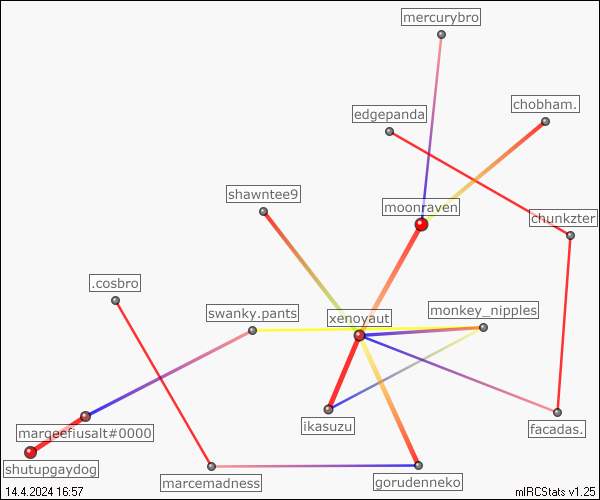 mercurybro
chobham.
edgepanda
shawntee9
moonraven
chunkzter
.cosbro
swanky.pants
monkey_nipples
xenoyaut
margeefiusalt#0000
ikasuzu
facadas.
shutupgaydog
marcemadness
gorudenneko
14.4.2024 16:57
mIRCStats v1.25